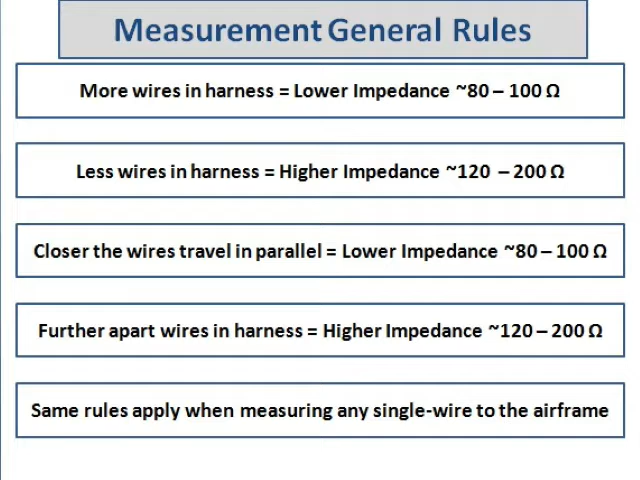 Measurement General Rules
More wires in harness = Lower Impedance ~80 – 100 Ω
Less wires in harness = Higher Impedance ~120 – 200 Ω
Closer the wires travel in parallel = Lower Impedance ~80 – 100 Ω
Further apart wires in harness = Higher Impedance ~120 – 200 Ω
Same rules apply when measuring any single-wire to the airframe